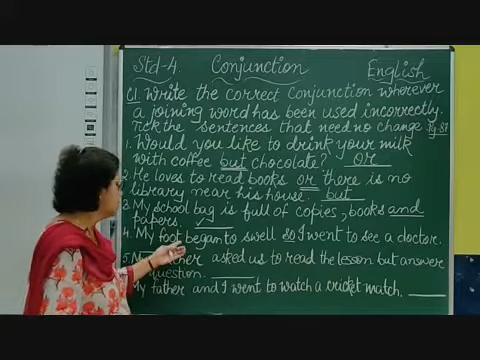 Std-4. Conjunction English
Q1 Write the correct Conjunction wherever
a joining word has been used incorrectly.
Tick the sentences that need no change Pg-87
1. Would you like to drink your milk
with coffee but chocolate? or
2. He loves to read books or there is no
library near his house. but
3. My school bag is full of copies, books and
papers. ✓
4. My foot began to swell so I went to see a doctor.
5. asked us to read the lesson but answer
question.
My father and I went to watch a cricket match.